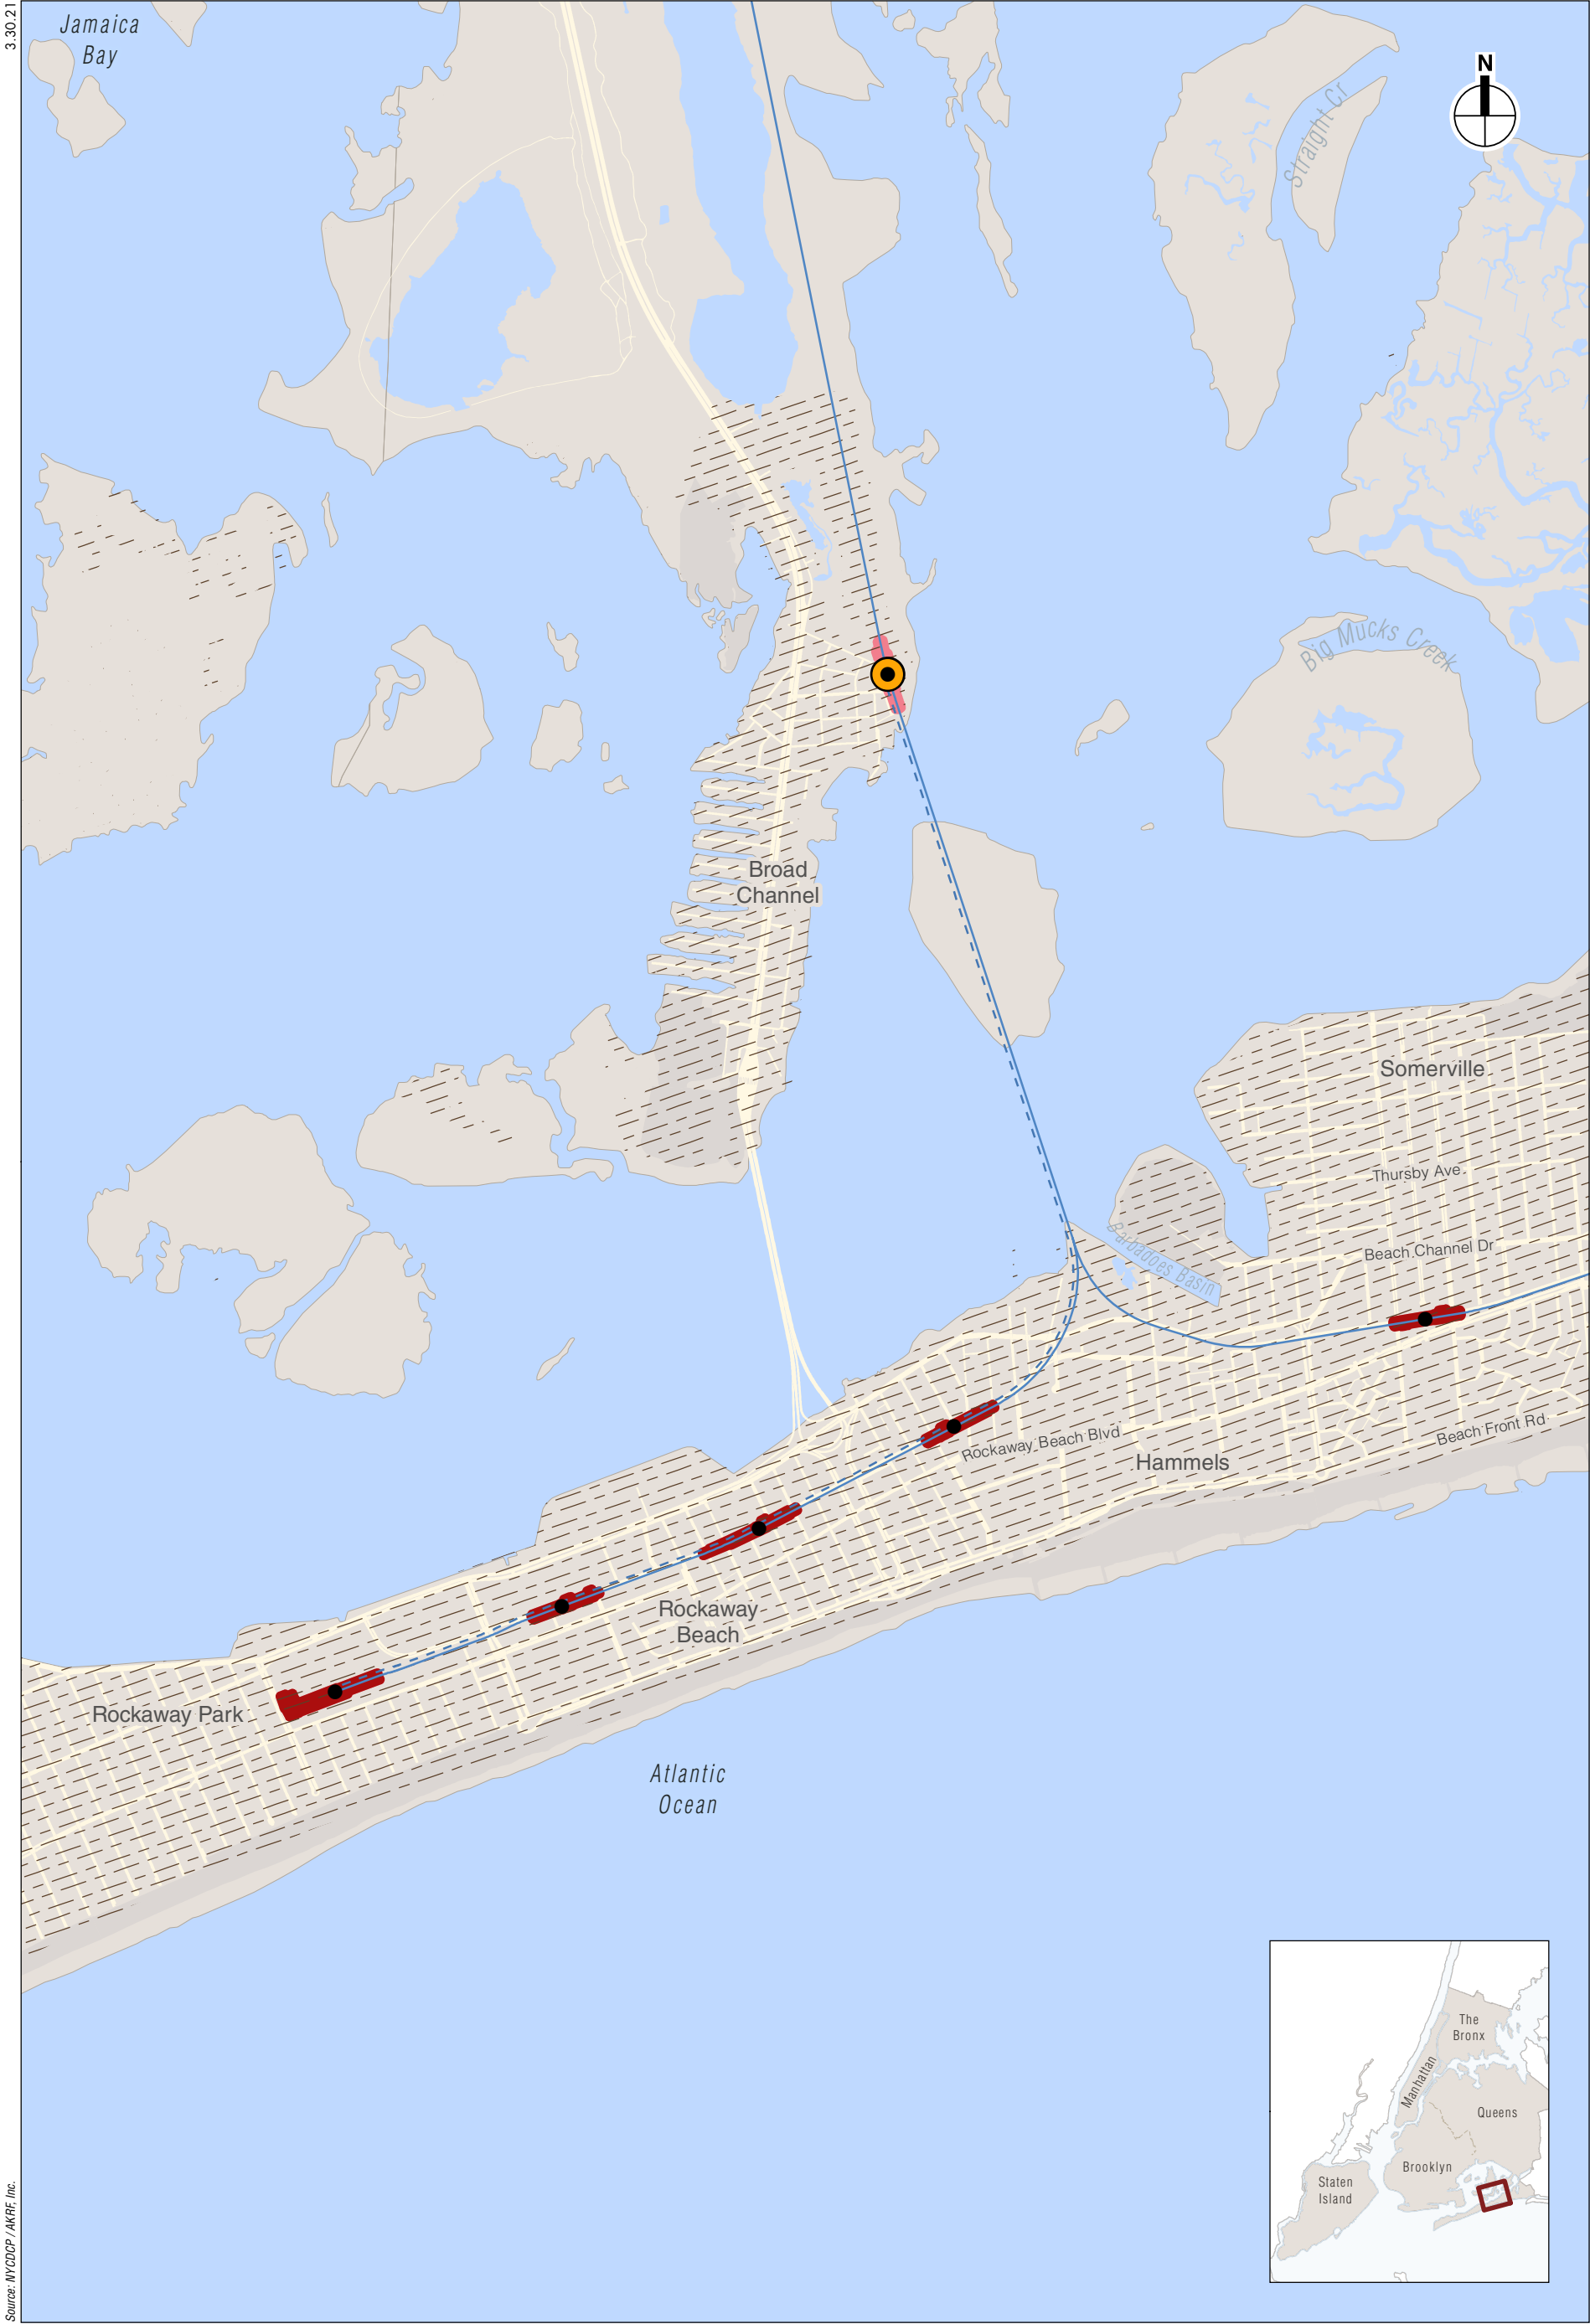 3.30.21
Jamaica
Bay
N
Straight Cr
Big Mucks Creek
Broad
Channel
Somerville
Thursby Ave
Barbadoes Basin
Beach Channel Dr
Beach Front Rd
Rockaway Beach Blvd
Hammels
Rockaway
Beach
Rockaway Park
Atlantic
Ocean
The
Bronx
Manhattan
Queens
Brooklyn
Staten
Island
Source: NYCDCP / AKRF, Inc.